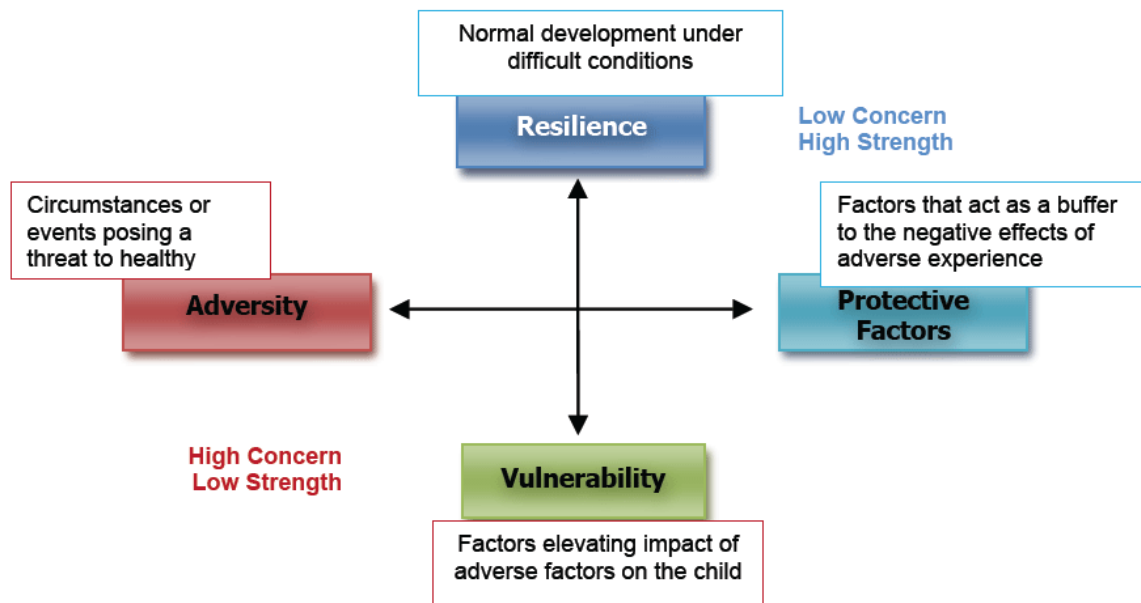 Normal development under
difficult conditions
Resilience
Low Concern
High Strength
Circumstances or
events posing a
threat to healthy
Adversity
Factors that act as a buffer
to the negative effects of
adverse experience
Protective
Factors
High Concern
Low Strength
Vulnerability
Factors elevating impact of
adverse factors on the child